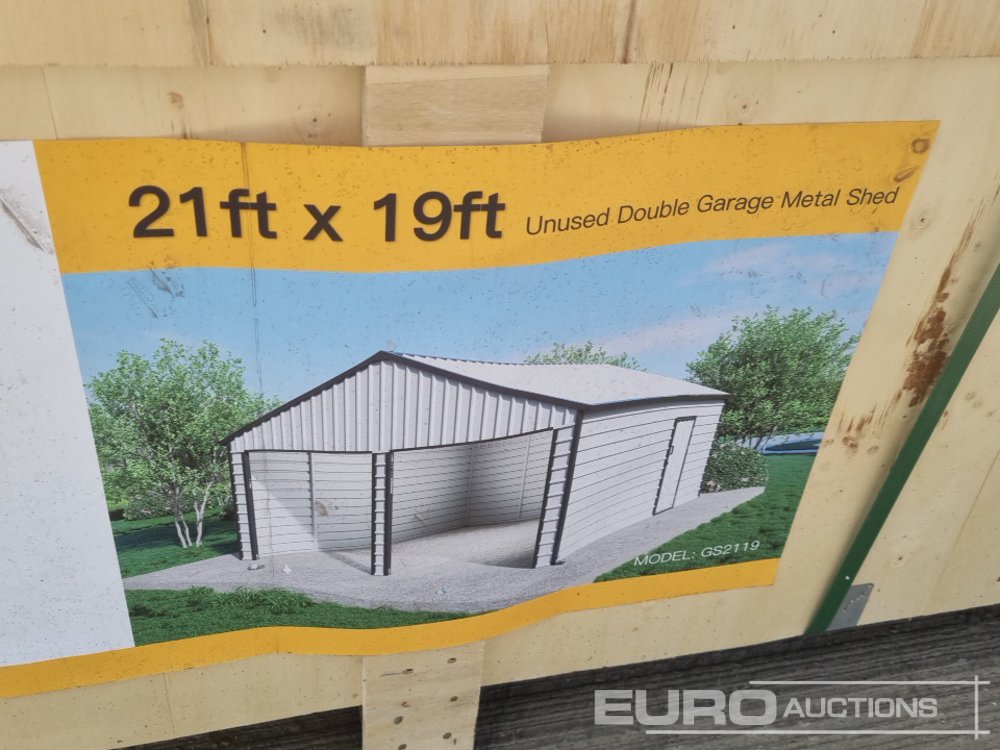 21ft x 19ft Unused Double Garage Metal Shed
MODEL: GS2119
EURO AUCTIONS